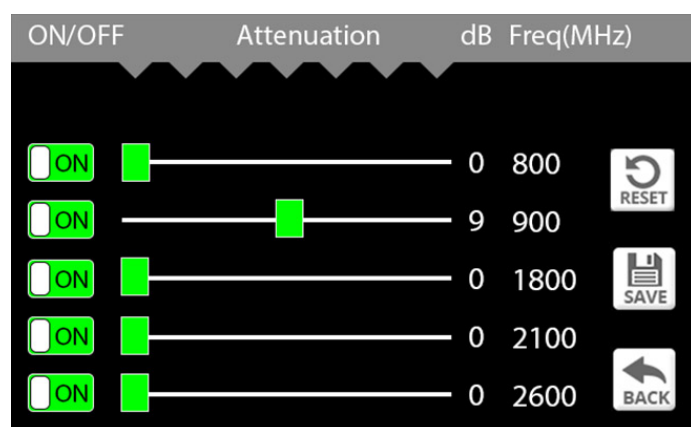 ON/OFF Attenuation dB Freq(MHz)
ON 0 800
RESET
ON 9 900
ON 0 1800
SAVE
ON 0 2100
ON 0 2600
BACK